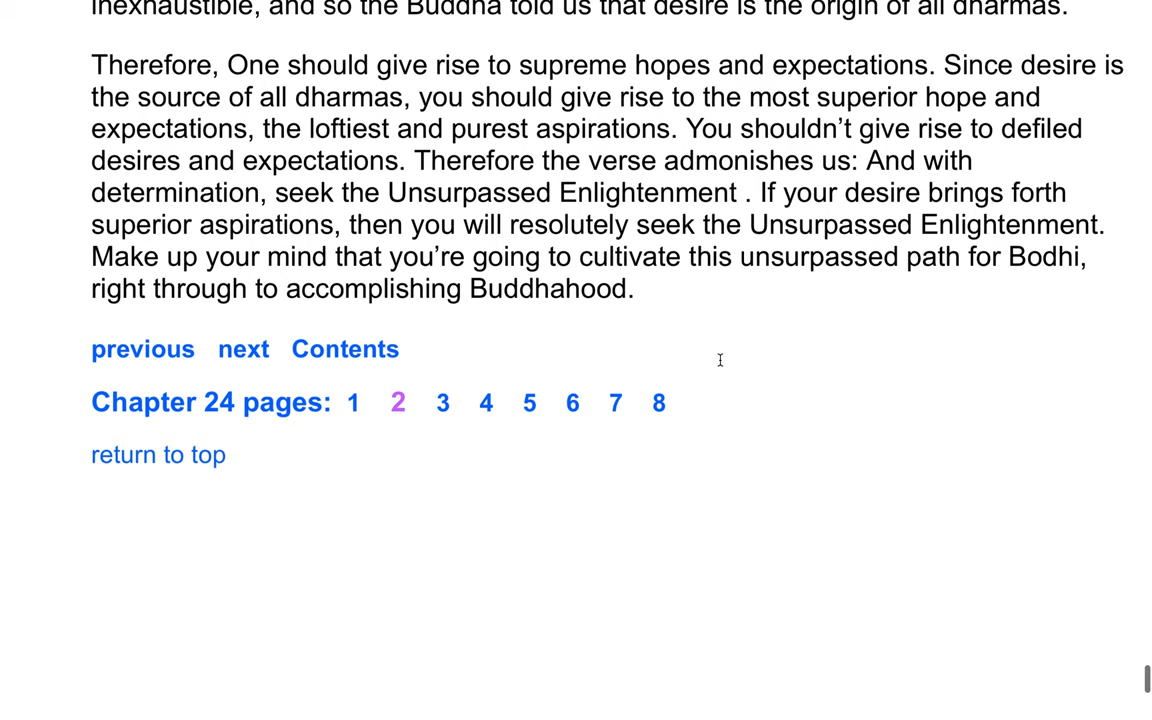 inexhaustible, and so the Buddha told us that desire is the origin of all dharmas.
Therefore, One should give rise to supreme hopes and expectations. Since desire is
the source of all dharmas, you should give rise to the most superior hope and
expectations, the loftiest and purest aspirations. You shouldn’t give rise to defiled
desires and expectations. Therefore the verse admonishes us: And with
determination, seek the Unsurpassed Enlightenment . If your desire brings forth
superior aspirations, then you will resolutely seek the Unsurpassed Enlightenment.
Make up your mind that you’re going to cultivate this unsurpassed path for Bodhi,
right through to accomplishing Buddhahood.
previous next Contents
Chapter 24 pages: 1 2 3 4 5 6 7 8
return to top